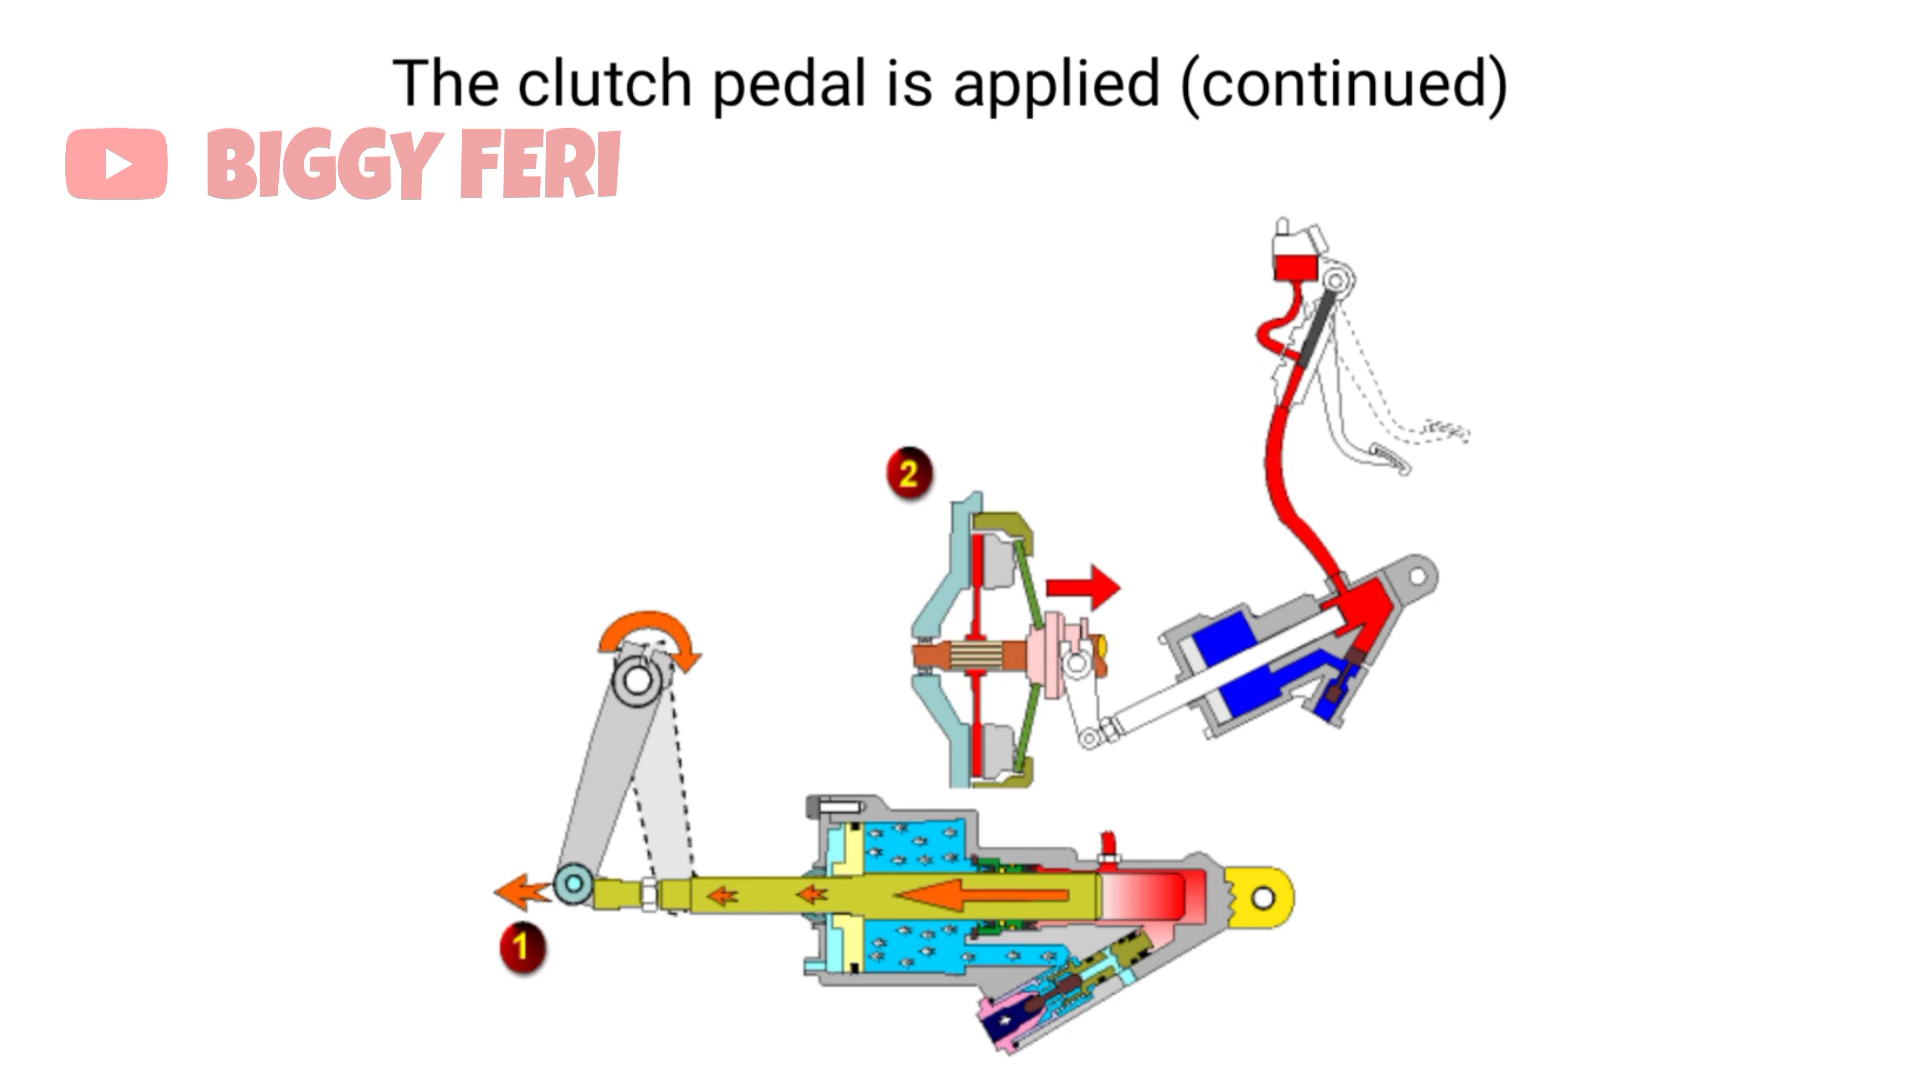 The clutch pedal is applied (continued)
BIGGY FERI
2
1